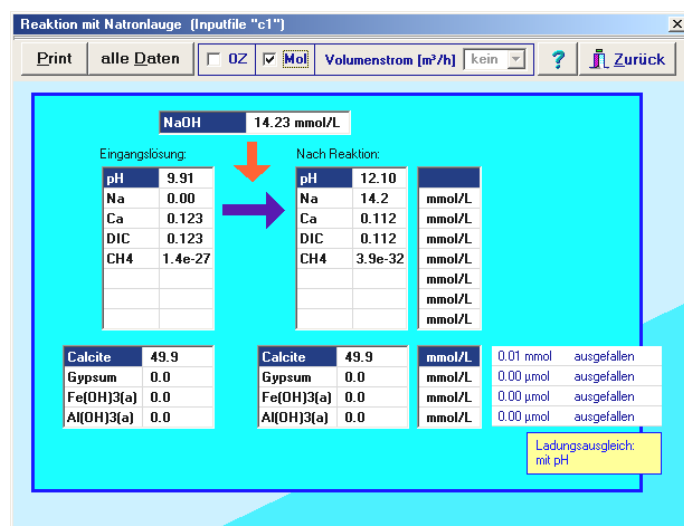 Reaktion mit Natronlauge (Inputfile "c1")
Print alle Daten OZ Mol Volumenstrom [m³/h] kein ? Zurück
NaOH 14.23 mmol/L
Eingangslösung: Nach Reaktion:
pH 9.91 pH 12.10
Na 0.00 Na 14.2 mmol/L
Ca 0.123 Ca 0.112 mmol/L
DIC 0.123 DIC 0.112 mmol/L
CH4 1.4e-27 CH4 3.9e-32 mmol/L
mmol/L
mmol/L
mmol/L
Calcite 49.9 Calcite 49.9 mmol/L 0.01 mmol ausgefallen
Gypsum 0.0 Gypsum 0.0 mmol/L 0.00 µmol ausgefallen
Fe(OH)3(a) 0.0 Fe(OH)3(a) 0.0 mmol/L 0.00 µmol ausgefallen
Al(OH)3(a) 0.0 Al(OH)3(a) 0.0 mmol/L 0.00 µmol ausgefallen
Ladungsausgleich:
mit pH